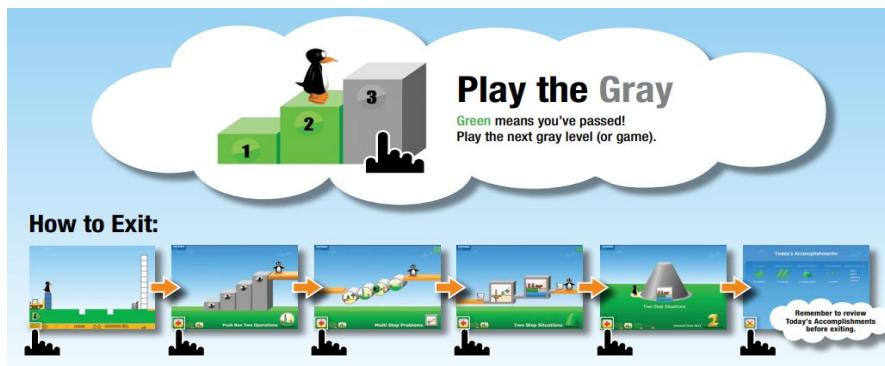 Play the Gray
Green means you've passed!
Play the next gray level (or game).
1
2
3
How to Exit:
Push Box Two Operations
Multi Step Problems
Two Step Situations
Two Step Situations
2
Today's Accomplishments
Remember to review
Today's Accomplishments
before exiting.